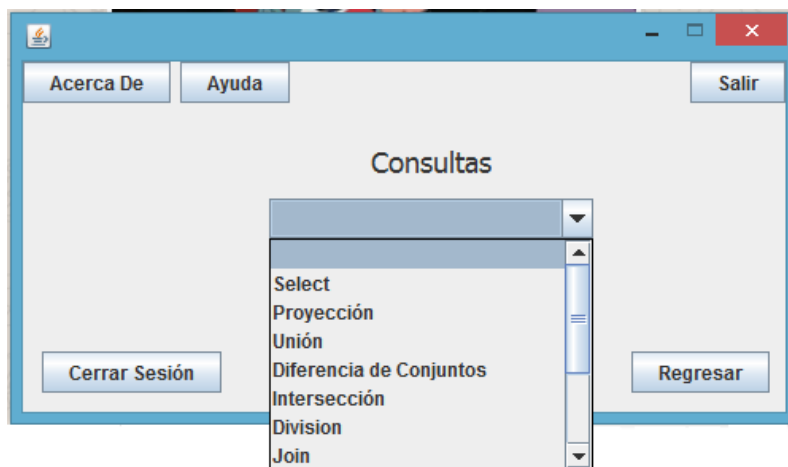 Acerca De Ayuda Salir
Consultas
Select
Proyección
Unión
Diferencia de Conjuntos
Cerrar Sesión Regresar
Intersección
Division
Join